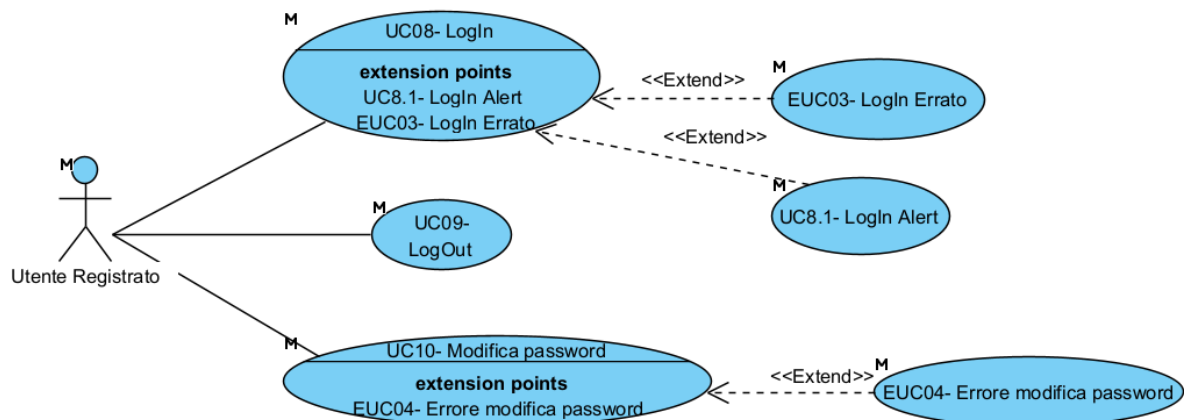 M
UC08- LogIn
extension points
UC8.1- LogIn Alert
EUC03- LogIn Errato
<<Extend>>
M
EUC03- LogIn Errato
<<Extend>>
M
UC8.1- LogIn Alert
M
Utente Registrato
M
UC09-
LogOut
M
UC10- Modifica password
extension points
EUC04- Errore modifica password
<<Extend>>
M
EUC04- Errore modifica password